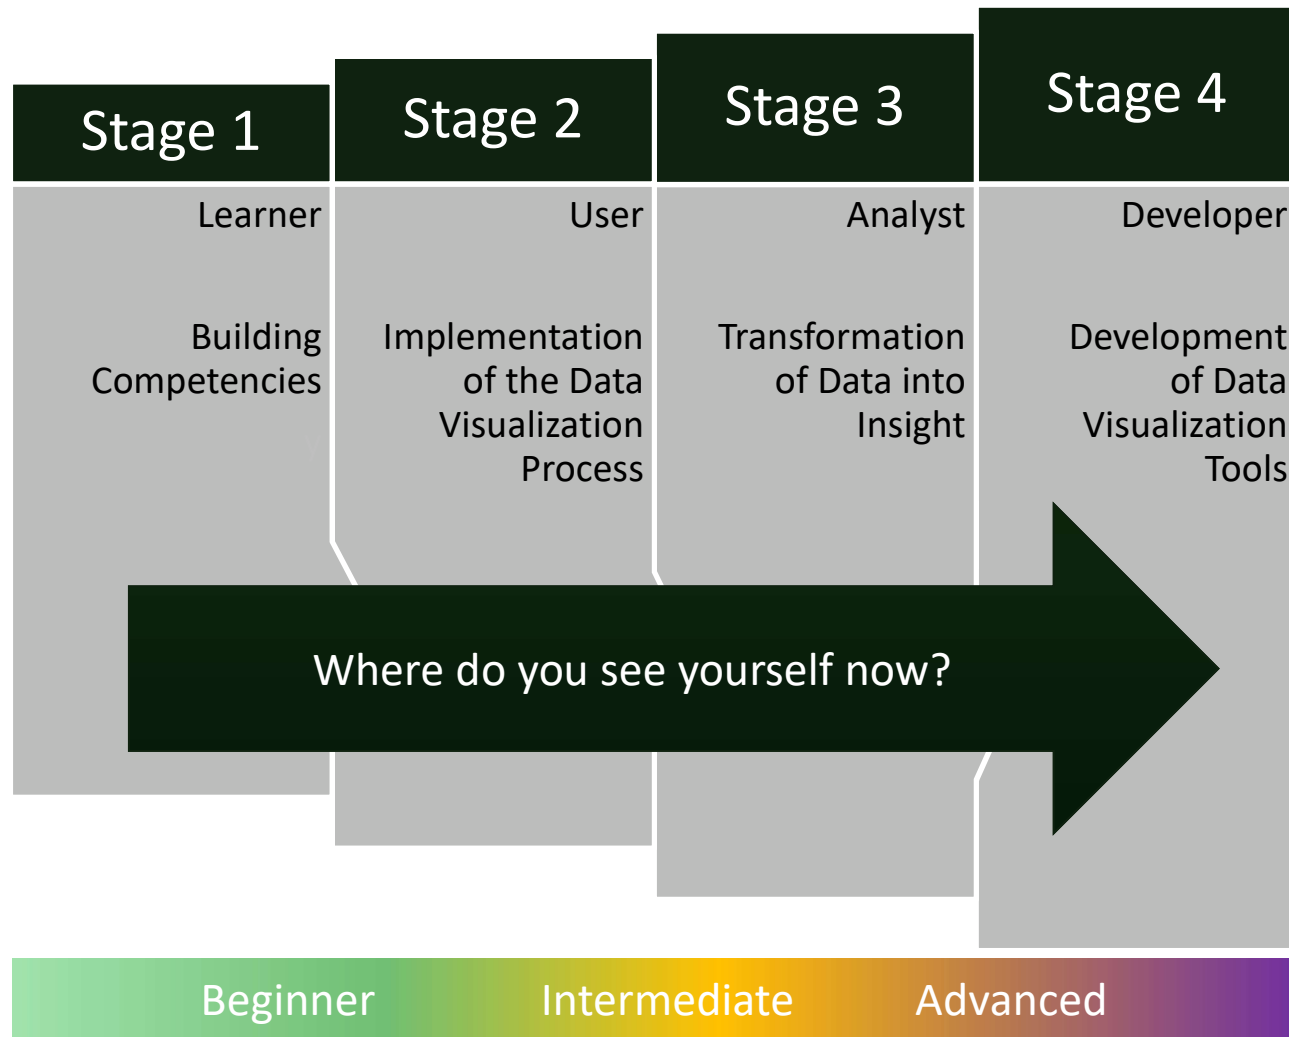 Stage 1
Learner
Building
Competencies
Stage 2
User
Implementation
of the Data
Visualization
Process
Stage 3
Analyst
Transformation
of Data into
Insight
Stage 4
Developer
Development
of Data
Visualization
Tools
Where do you see yourself now?
Beginner
Intermediate
Advanced